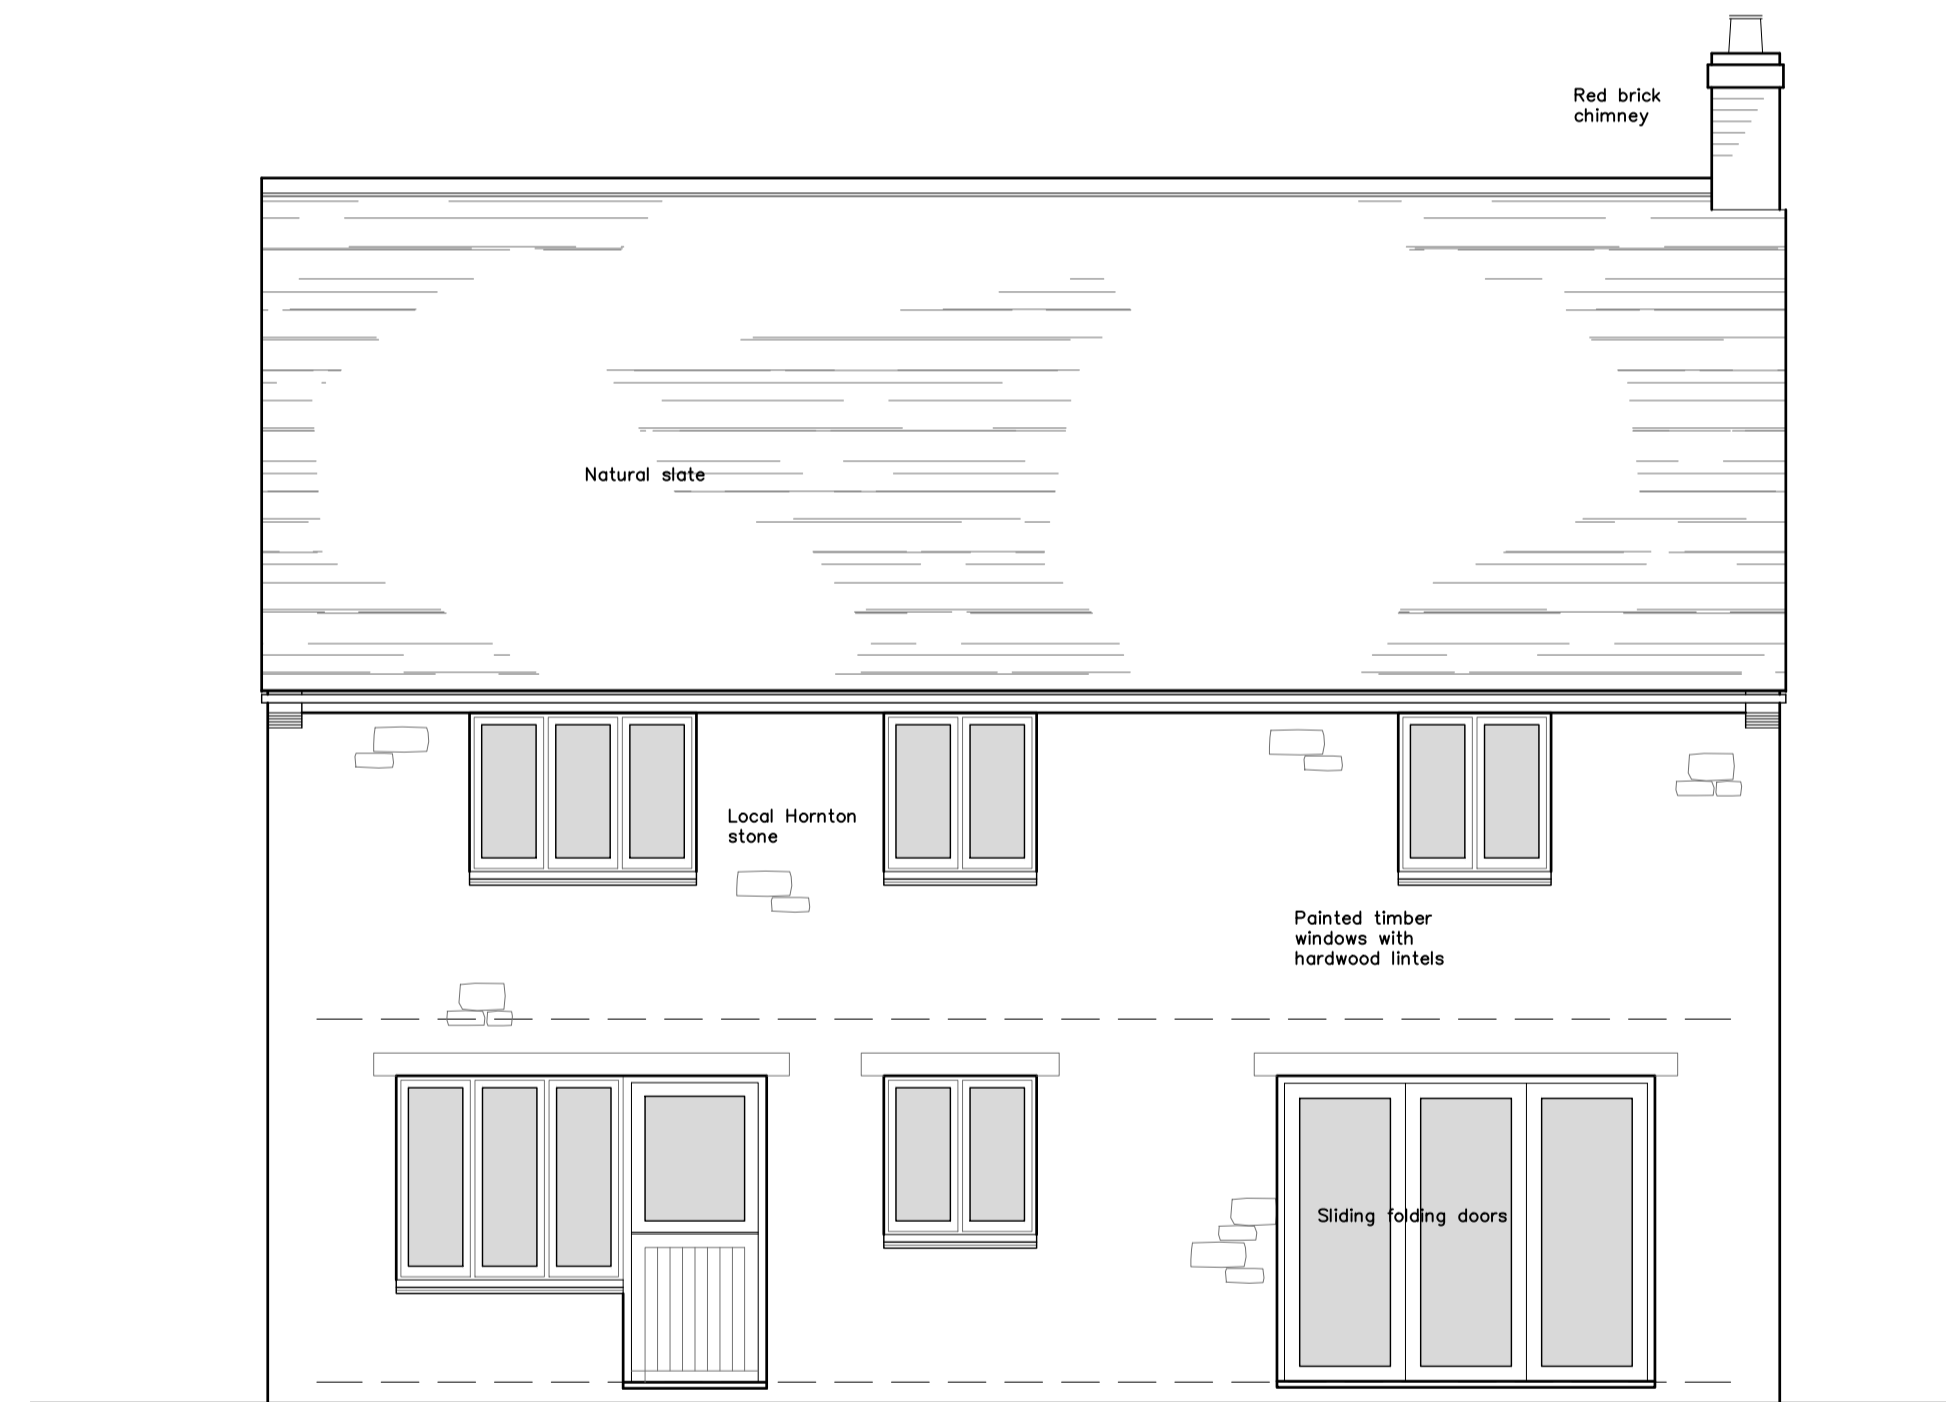 Red brick
chimney
Natural slate
Local Hornton
stone
Painted timber
windows with
hardwood lintels
Sliding folding doors